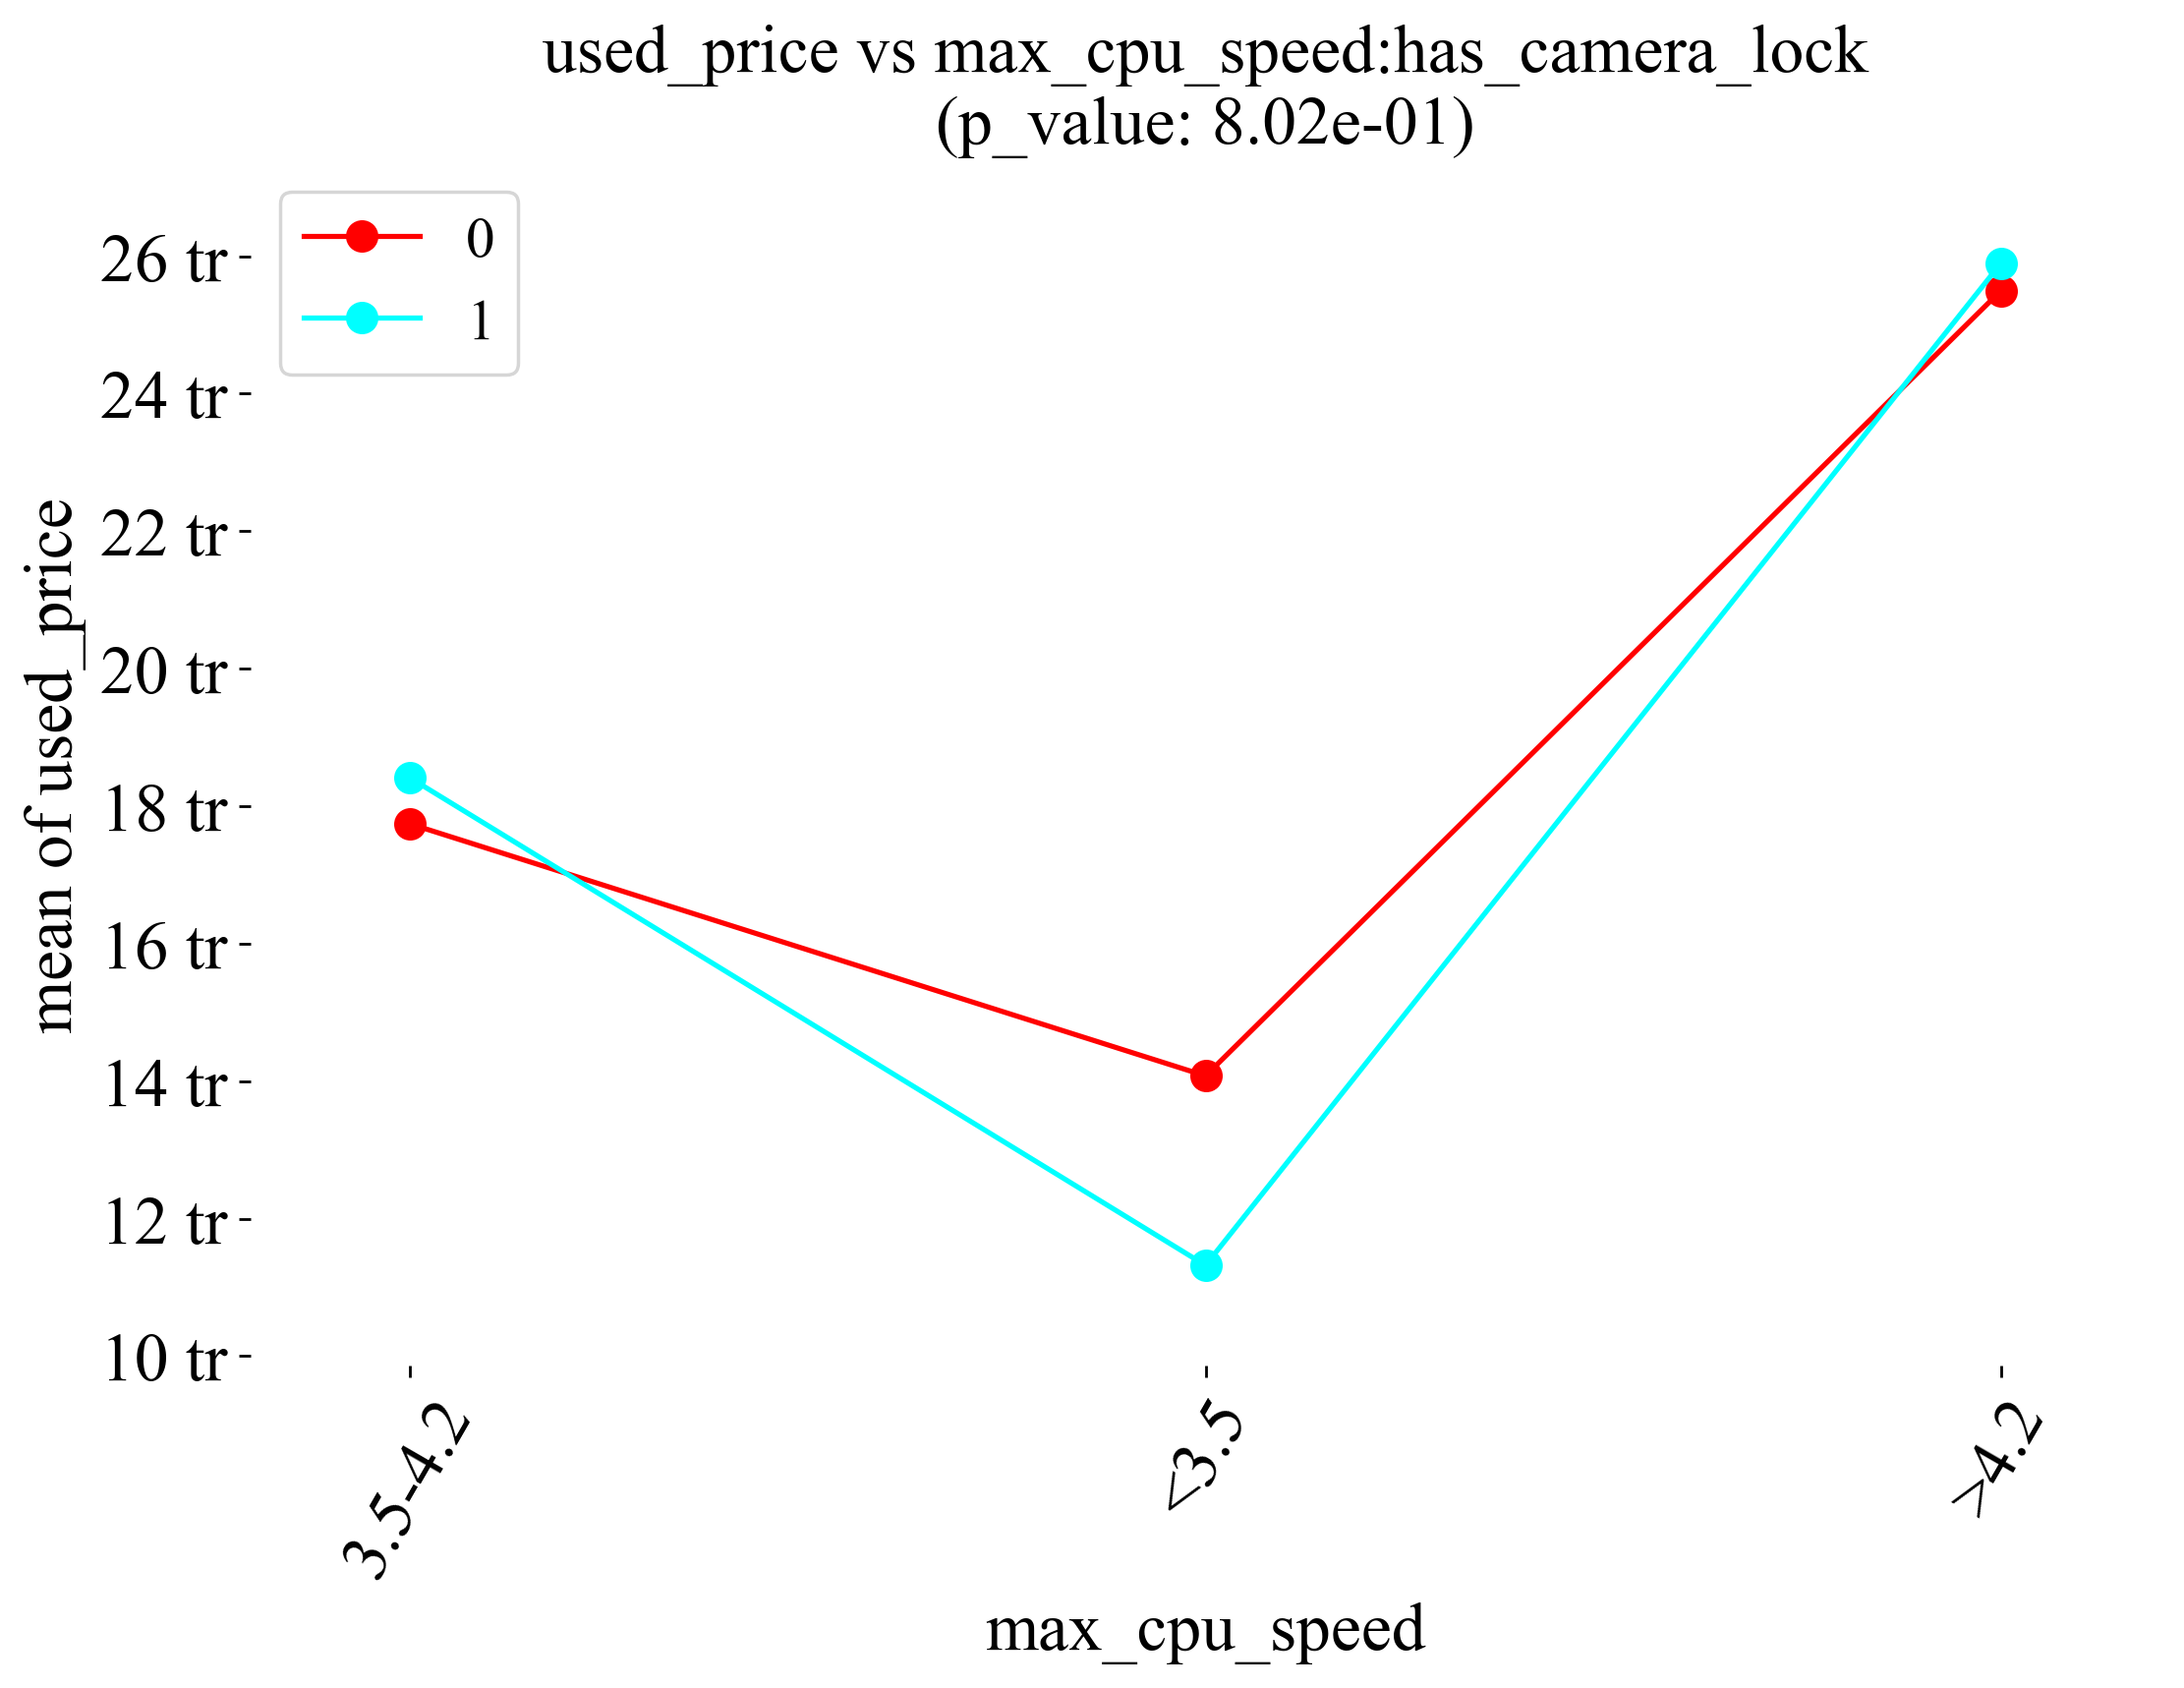 used_price vs max_cpu_speed:has_camera_lock
(p_value: 8.02e-01)
0
1
26 tr
24 tr
22 tr
20 tr
18 tr
16 tr
14 tr
12 tr
10 tr
mean of used_price
3.5-4.2
<3.5
>4.2
max_cpu_speed